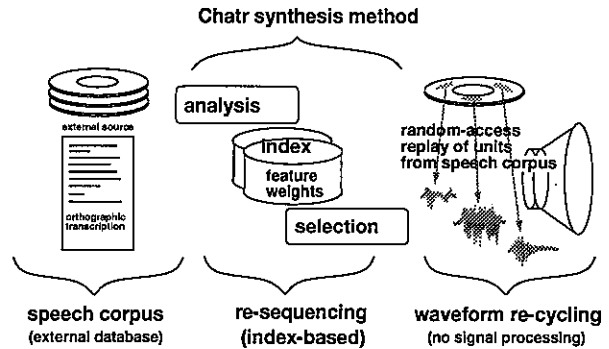 Chatr synthesis method
external source
orthographic
transcription
analysis
index
feature
weights
selection
random-access
replay of units
from speech corpus
speech corpus
(external database)
re-sequencing
(index-based)
waveform re-cycling
(no signal processing)